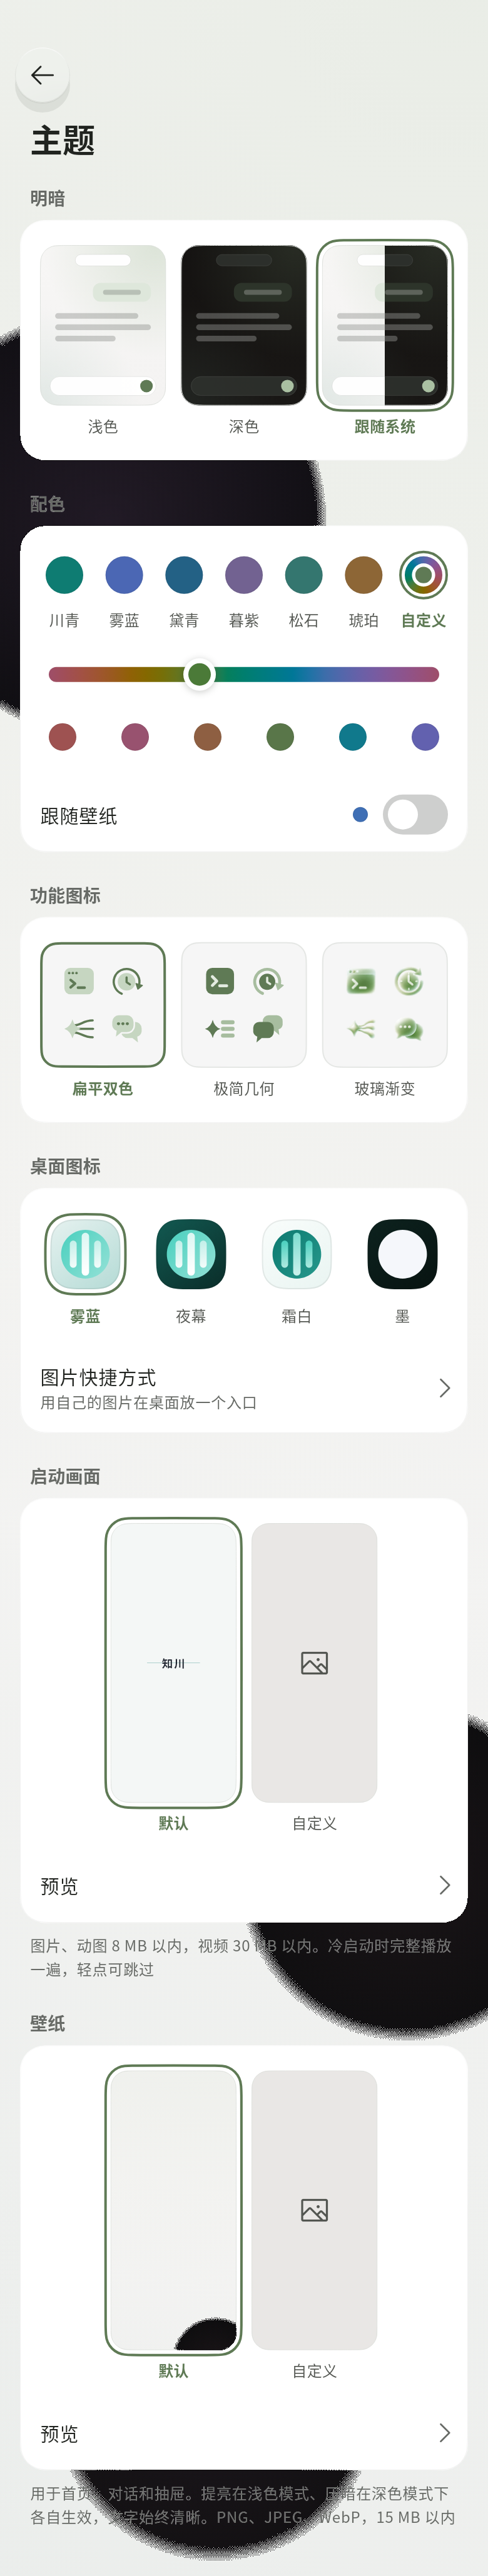 主题
明暗
浅色 深色 跟随系统
配色
川青 雾蓝 黛青 暮紫 松石 琥珀 自定义
跟随壁纸
功能图标
扁平双色 极简几何 玻璃渐变
桌面图标
雾蓝 夜幕 霜白 墨
图片快捷方式
用自己的图片在桌面放一个入口
启动画面
知川
默认 自定义
预览
图片、动图 8 MB 以内，视频 30 MB 以内。冷启动时完整播放
一遍，轻点可跳过
壁纸
默认 自定义
预览
用于首页、对话和抽屉。提亮在浅色模式、压暗在深色模式下
各自生效，文字始终清晰。PNG、JPEG、WebP，15 MB 以内